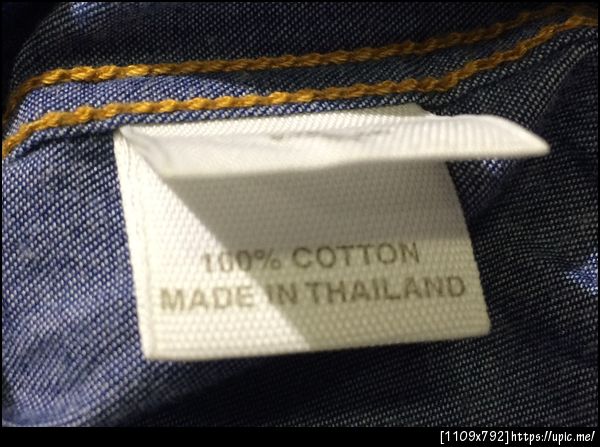 100% COTTON
MADE IN THAILAND
[1109x792]https://upic.me/